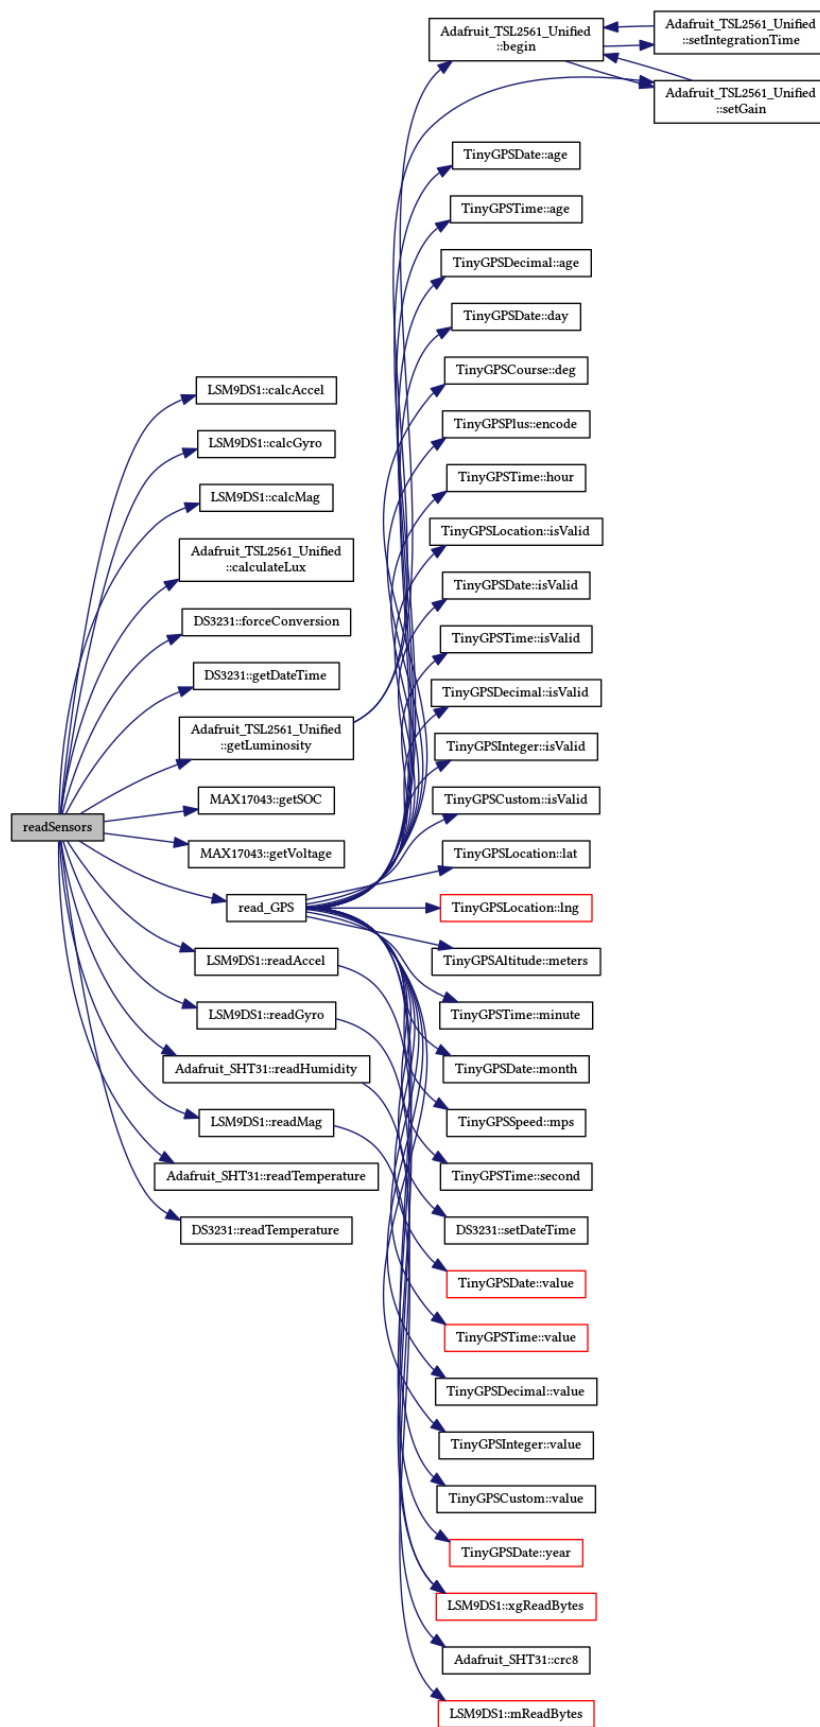 Adafruit_TSL2561_Unified
::begin
Adafruit_TSL2561_Unified
::setIntegrationTime
Adafruit_TSL2561_Unified
::setGain
TinyGPSDate::age
TinyGPSTime::age
TinyGPSDecimal::age
TinyGPSDate::day
TinyGPSCourse::deg
TinyGPSPlus::encode
TinyGPSTime::hour
TinyGPSLocation::isValid
TinyGPSDate::isValid
TinyGPSTime::isValid
TinyGPSDecimal::isValid
TinyGPSInteger::isValid
TinyGPSCustom::isValid
TinyGPSLocation::lat
TinyGPSLocation::lng
TinyGPSAltitude::meters
TinyGPSTime::minute
TinyGPSDate::month
TinyGPSSpeed::mps
TinyGPSTime::second
DS3231::setDateTime
TinyGPSDate::value
TinyGPSTime::value
TinyGPSDecimal::value
TinyGPSInteger::value
TinyGPSCustom::value
TinyGPSDate::year
LSM9DS1::xgReadBytes
Adafruit_SHT31::crc8
LSM9DS1::mReadBytes
LSM9DS1::calcAccel
LSM9DS1::calcGyro
LSM9DS1::calcMag
Adafruit_TSL2561_Unified
::calculateLux
DS3231::forceConversion
DS3231::getDateTime
Adafruit_TSL2561_Unified
::getLuminosity
MAX17043::getSOC
MAX17043::getVoltage
read_GPS
LSM9DS1::readAccel
LSM9DS1::readGyro
Adafruit_SHT31::readHumidity
LSM9DS1::readMag
Adafruit_SHT31::readTemperature
DS3231::readTemperature
readSensors